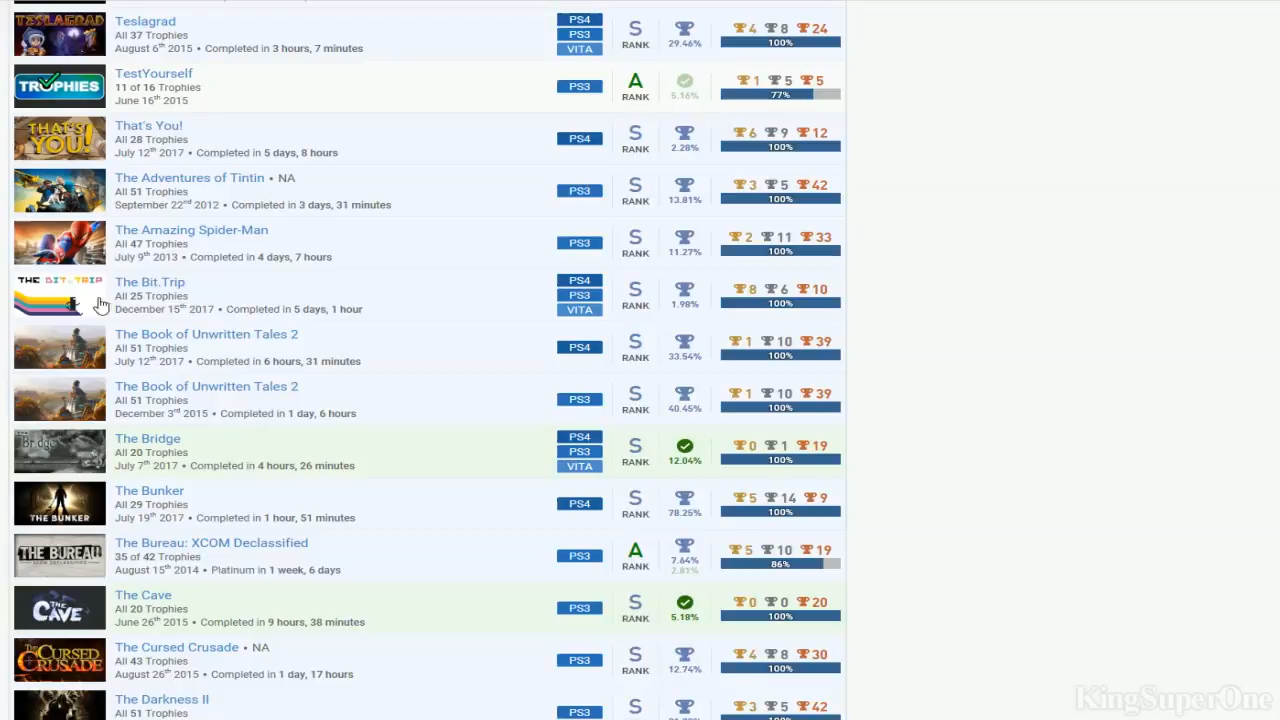 TESLAGRAD
Teslagrad
All 37 Trophies
August 6th 2015 • Completed in 3 hours, 7 minutes
PS4
PS3
VITA
S
RANK
29.46%
4 8 24
100%
TROPHIES
TestYourself
11 of 16 Trophies
June 16th 2015
PS3
A
RANK
5.16%
1 5 5
77%
THAT'S YOU!
That's You!
All 28 Trophies
July 12th 2017 • Completed in 5 days, 8 hours
PS4
S
RANK
2.28%
6 9 12
100%
The Adventures of Tintin • NA
All 51 Trophies
September 22nd 2012 • Completed in 3 days, 31 minutes
PS3
S
RANK
13.81%
3 5 42
100%
The Amazing Spider-Man
All 47 Trophies
July 9th 2013 • Completed in 4 days, 7 hours
PS3
S
RANK
11.27%
2 11 33
100%
THE BIT.TRIP
The Bit.Trip
All 25 Trophies
December 15th 2017 • Completed in 5 days, 1 hour
PS4
PS3
VITA
S
RANK
1.98%
8 6 10
100%
The Book of Unwritten Tales 2
All 51 Trophies
July 12th 2017 • Completed in 6 hours, 31 minutes
PS4
S
RANK
33.54%
1 10 39
100%
The Book of Unwritten Tales 2
All 51 Trophies
December 3rd 2015 • Completed in 1 day, 6 hours
PS3
S
RANK
40.45%
1 10 39
100%
Bridge
The Bridge
All 20 Trophies
July 7th 2017 • Completed in 4 hours, 26 minutes
PS4
PS3
VITA
S
RANK
12.04%
0 1 19
100%
THE BUNKER
The Bunker
All 29 Trophies
July 19th 2017 • Completed in 1 hour, 51 minutes
PS4
S
RANK
78.25%
5 14 9
100%
THE BUREAU
The Bureau: XCOM Declassified
35 of 42 Trophies
August 15th 2014 • Platinum in 1 week, 6 days
PS3
A
RANK
7.64%
2.81%
5 10 19
86%
THE CAVE
The Cave
All 20 Trophies
June 26th 2015 • Completed in 9 hours, 38 minutes
PS3
S
RANK
5.18%
0 0 20
100%
The CURSED CRUSADE
The Cursed Crusade • NA
All 43 Trophies
August 26th 2015 • Completed in 1 day, 17 hours
PS3
S
RANK
12.74%
4 8 30
100%
The Darkness II
All 51 Trophies
PS3
S
3 5 42
100%
KingSuperOne